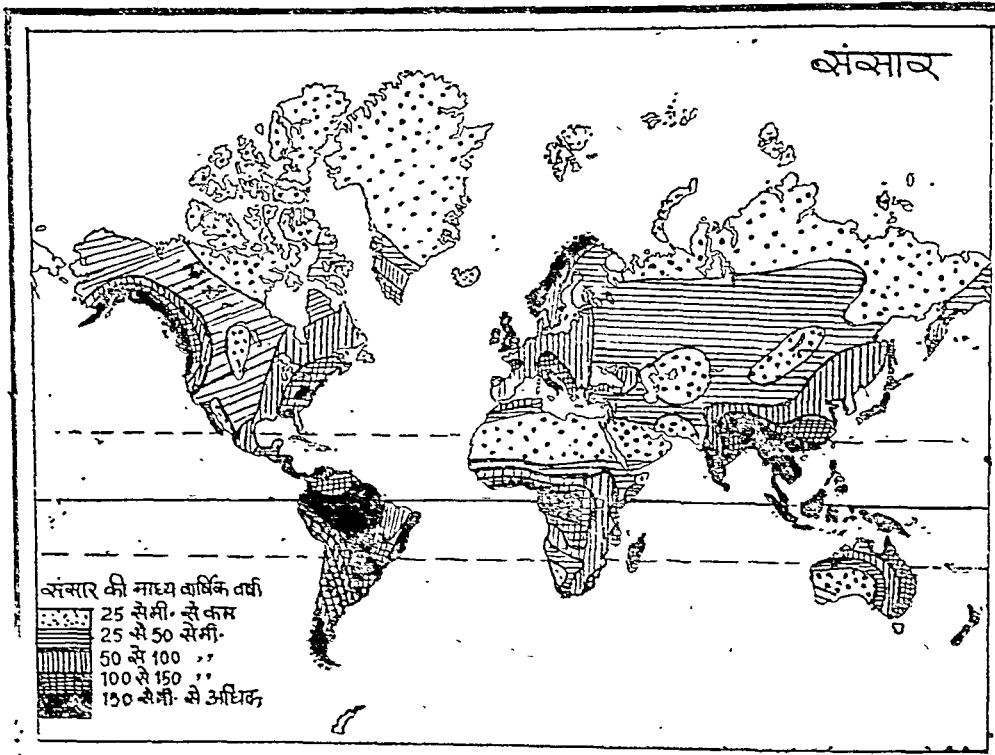 संसार
संसार की माध्य वार्षिक वर्षा
25 सेमी. से कम
25 से 50 सेमी.
50 से 100 ,,
100 से 150 ,,
150 सेमी. से अधिक